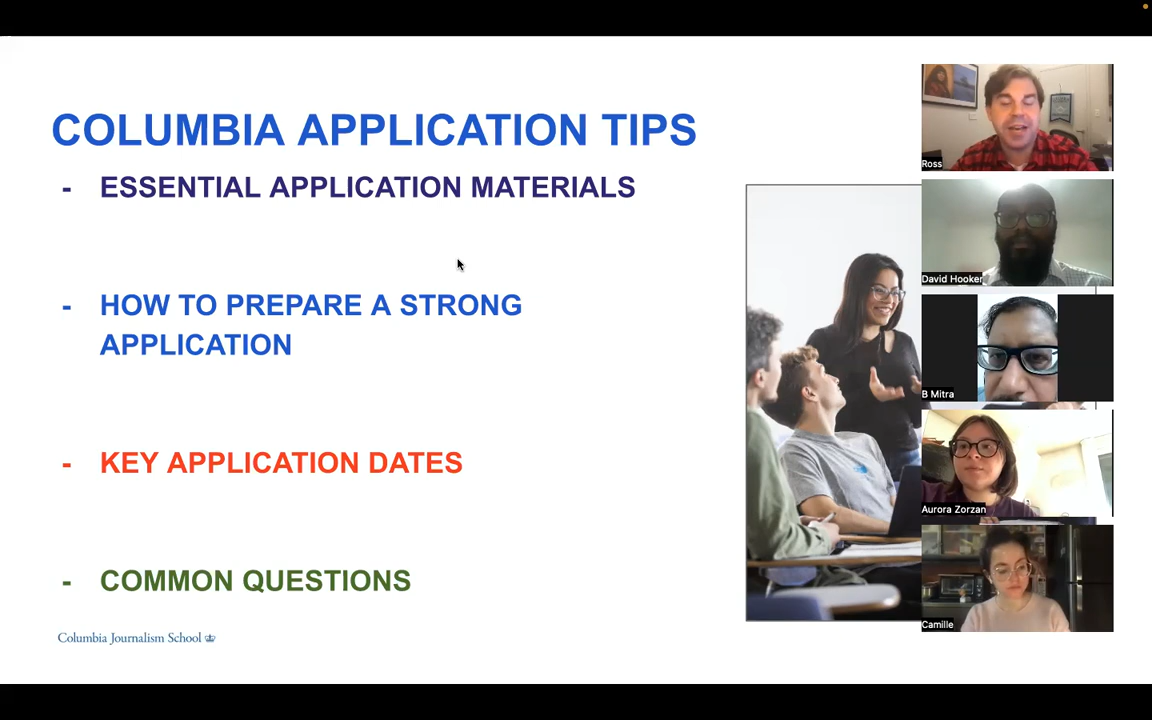 COLUMBIA APPLICATION TIPS
- ESSENTIAL APPLICATION MATERIALS
- HOW TO PREPARE A STRONG
APPLICATION
- KEY APPLICATION DATES
- COMMON QUESTIONS
Columbia Journalism School
Ross
David Hooker
B Mitra
Aurora Zorzan
Camille